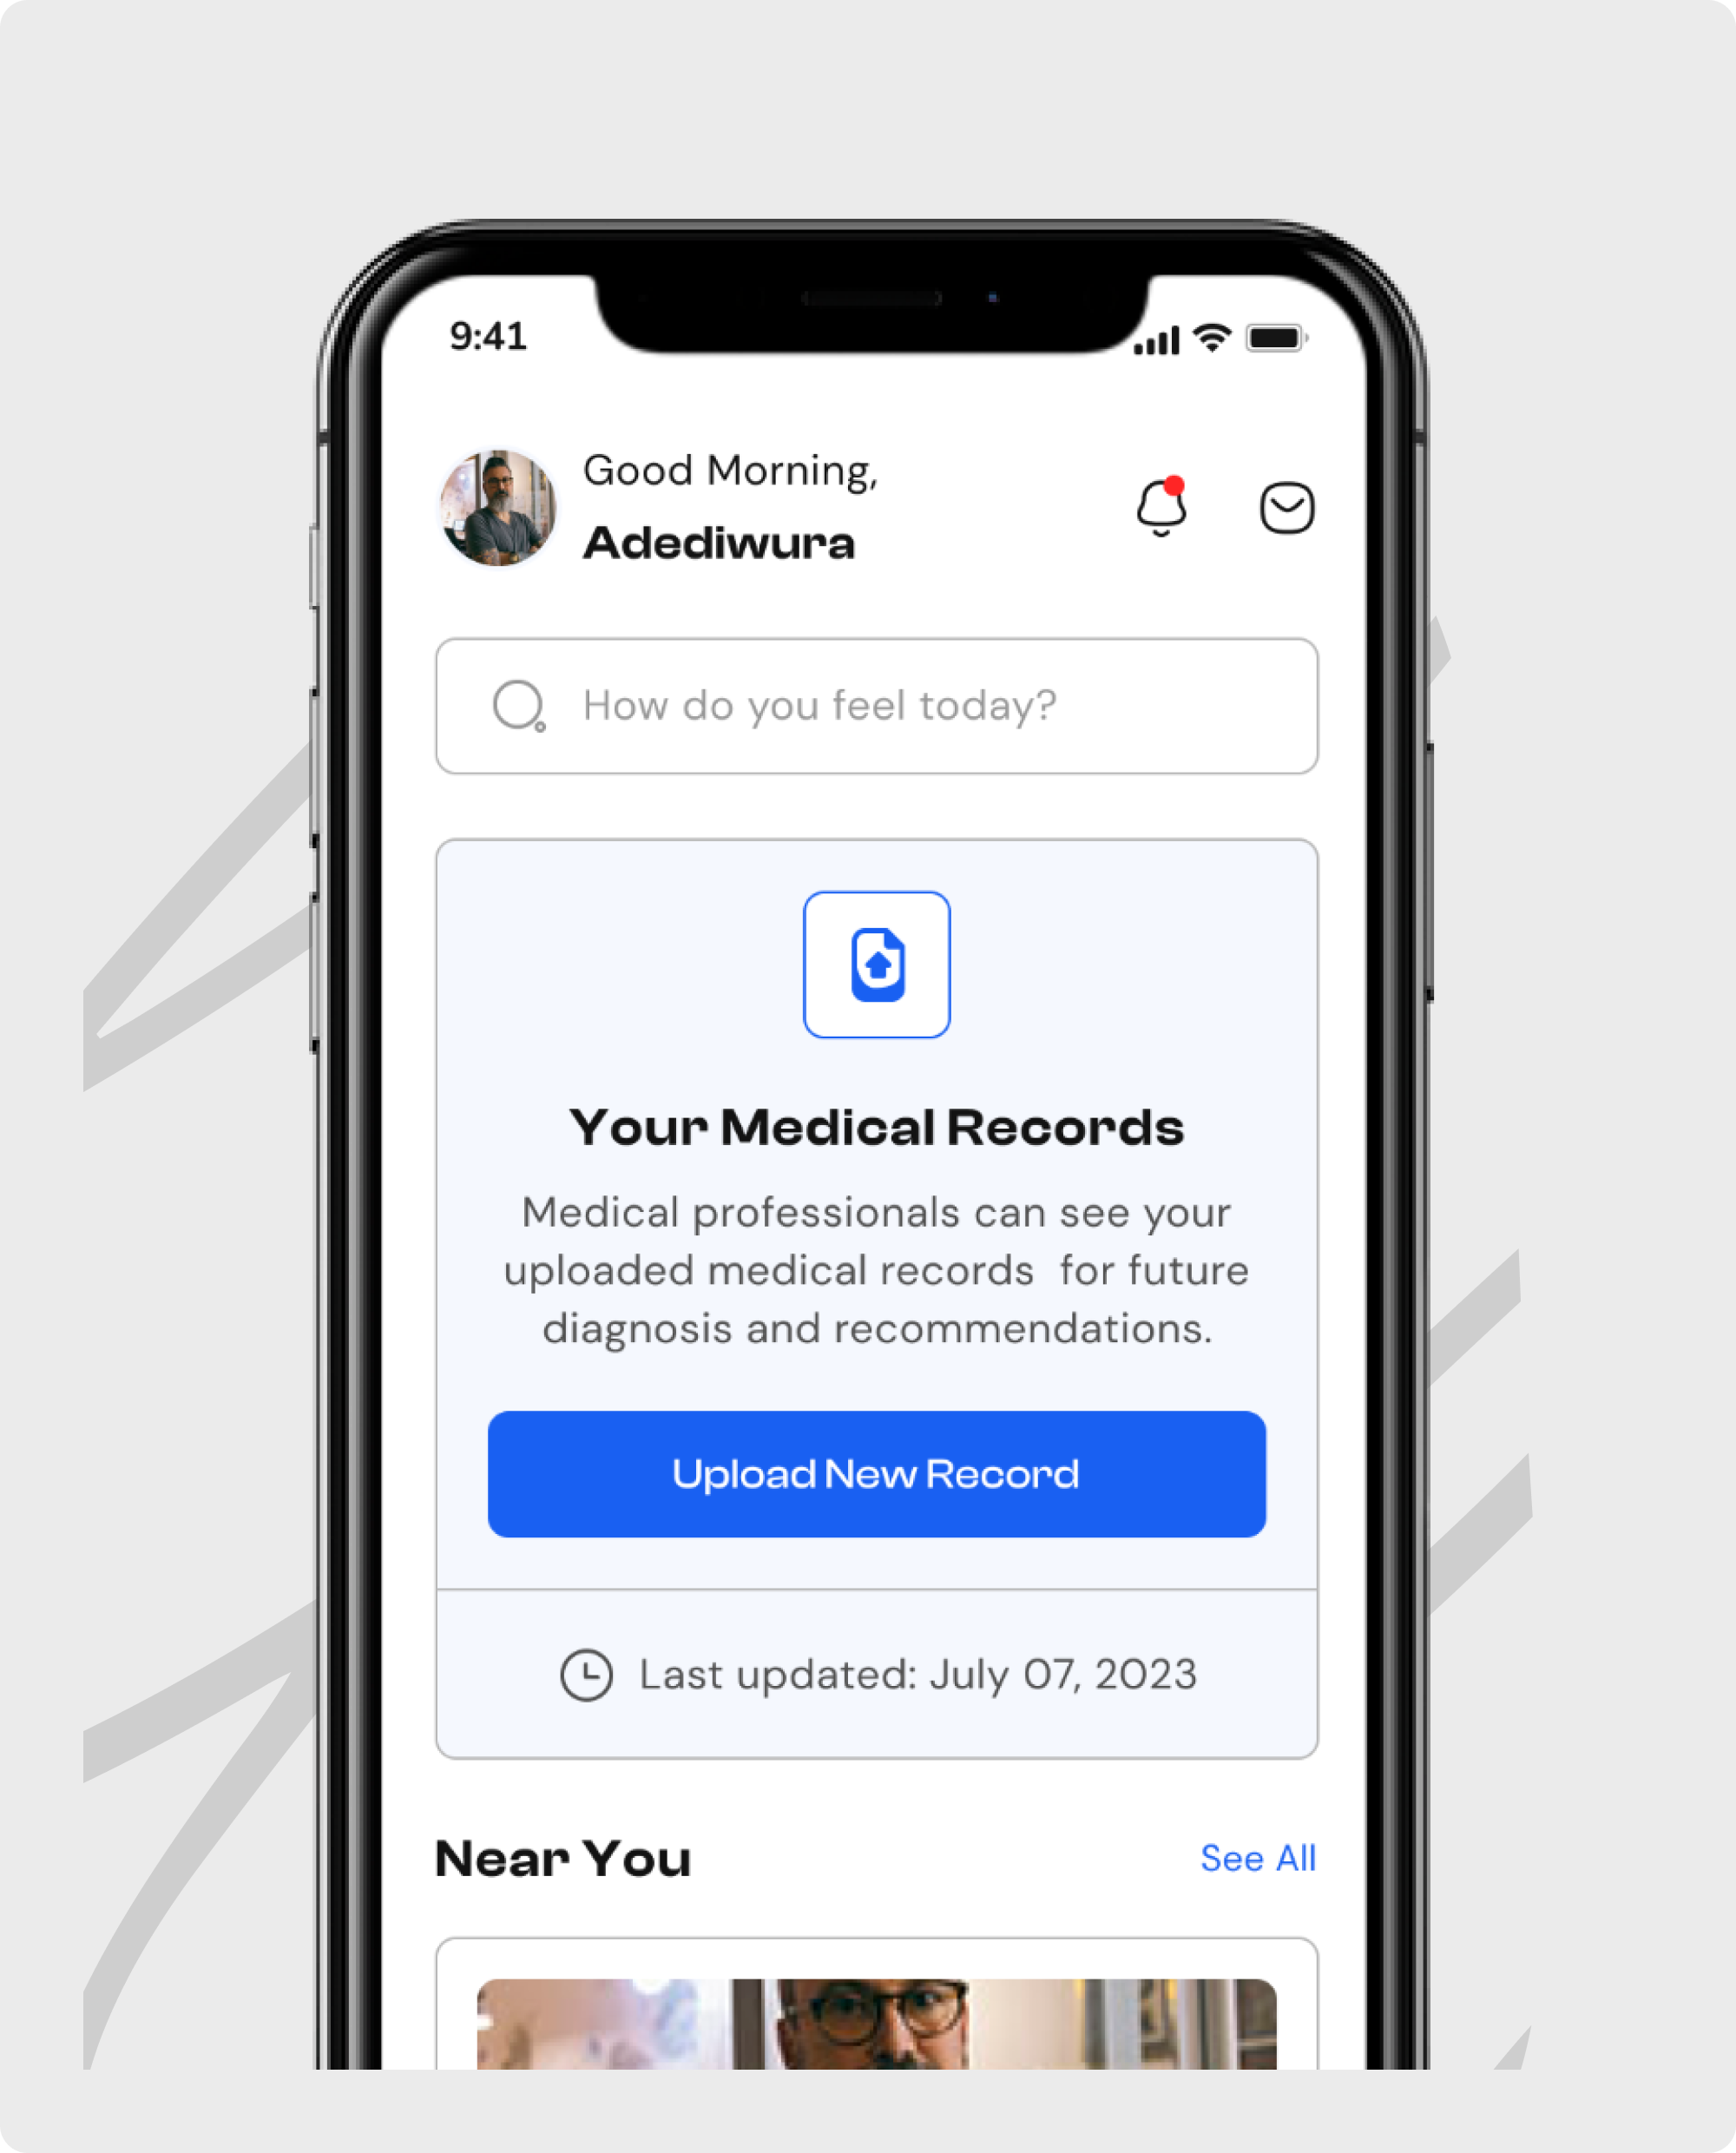 9:41
Good Morning,
Adediwura
How do you feel today?
Your Medical Records
Medical professionals can see your
uploaded medical records  for future
diagnosis and recommendations.
Upload New Record
Last updated: July 07, 2023
Near You
See All